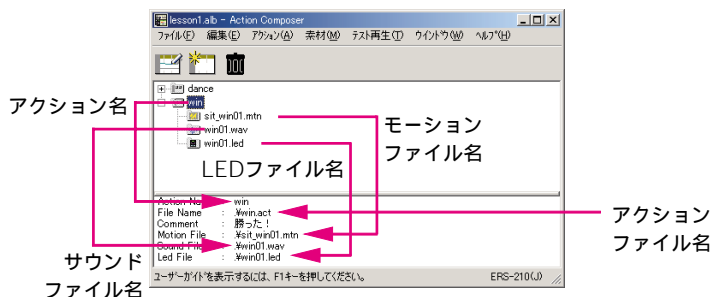 lesson1.alb - Action Composer
ファイル(F) 編集(E) アクション(A) 素材(M) テスト再生(T) ウインドウ(W) ヘルプ(H)
dance
win
sit_win01.mtn
win01.wav
win01.led
アクション名
モーション
ファイル名
LEDファイル名
Action Name : win
File Name : .¥win.act
Comment : 勝った!
Motion File : .¥sit_win01.mtn
Sound File : .¥win01.wav
Led File : .¥win01.led
アクション
ファイル名
サウンド
ファイル名
ユーザーガイドを表示するには、F1キーを押してください。 ERS-210(J)